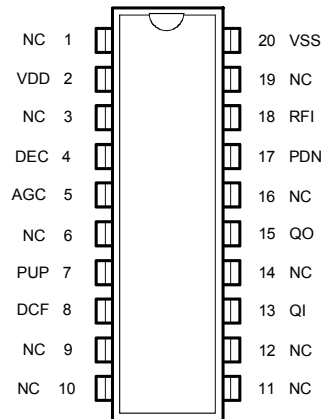 NC 1
VDD 2
NC 3
DEC 4
AGC 5
NC 6
PUP 7
DCF 8
NC 9
NC 10
20 VSS
19 NC
18 RFI
17 PDN
16 NC
15 QO
14 NC
13 QI
12 NC
11 NC